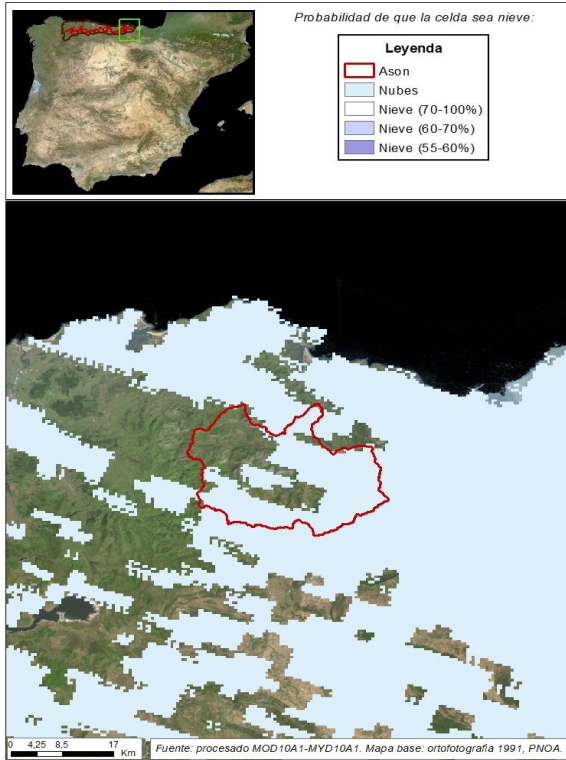 Probabilidad de que la celda sea nieve:
Leyenda
Ason
Nubes
Nieve (70-100%)
Nieve (60-70%)
Nieve (55-60%)
0 4,25 8,5 17
Km
Fuente: procesado MOD10A1-MYD10A1. Mapa base: ortofotografia 1991, PNOA.